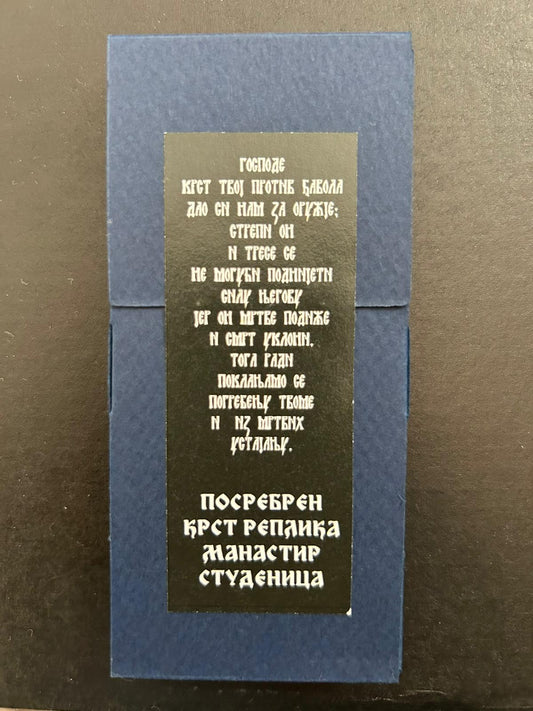 ГОСПОДЕ
КРСТ ТВОЈ ПРОТИВ ЂАВОЛА
ДАО СИ НАМ ЗА ОРУЖЈЕ;
СТРЕПИ ОН
И ТРЕСЕ СЕ
НЕ МОГУЋИ ПОДНИЈЕТИ
СИЛУ ЊЕГОВУ
ЈЕР ОН МРТВЕ ПОДИЖЕ
И СМРТ УКЛОНИ.
ТОГА РАДИ
ПОКЛАЊАМО СЕ
ПОГРЕБЕЊУ ТВОМЕ
И ИЗ МРТВИХ
УСТАЈАЊУ.
ПОСРЕБРЕН
КРСТ РЕПЛИКА
МАНАСТИР
СТУДЕНИЦА